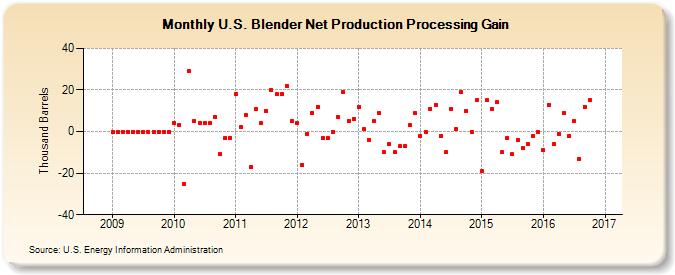 Monthly U.S. Blender Net Production Processing Gain
Thousand Barrels
40
20
0
-20
-40
2009 2010 2011 2012 2013 2014 2015 2016 2017
Source: U.S. Energy Information Administration